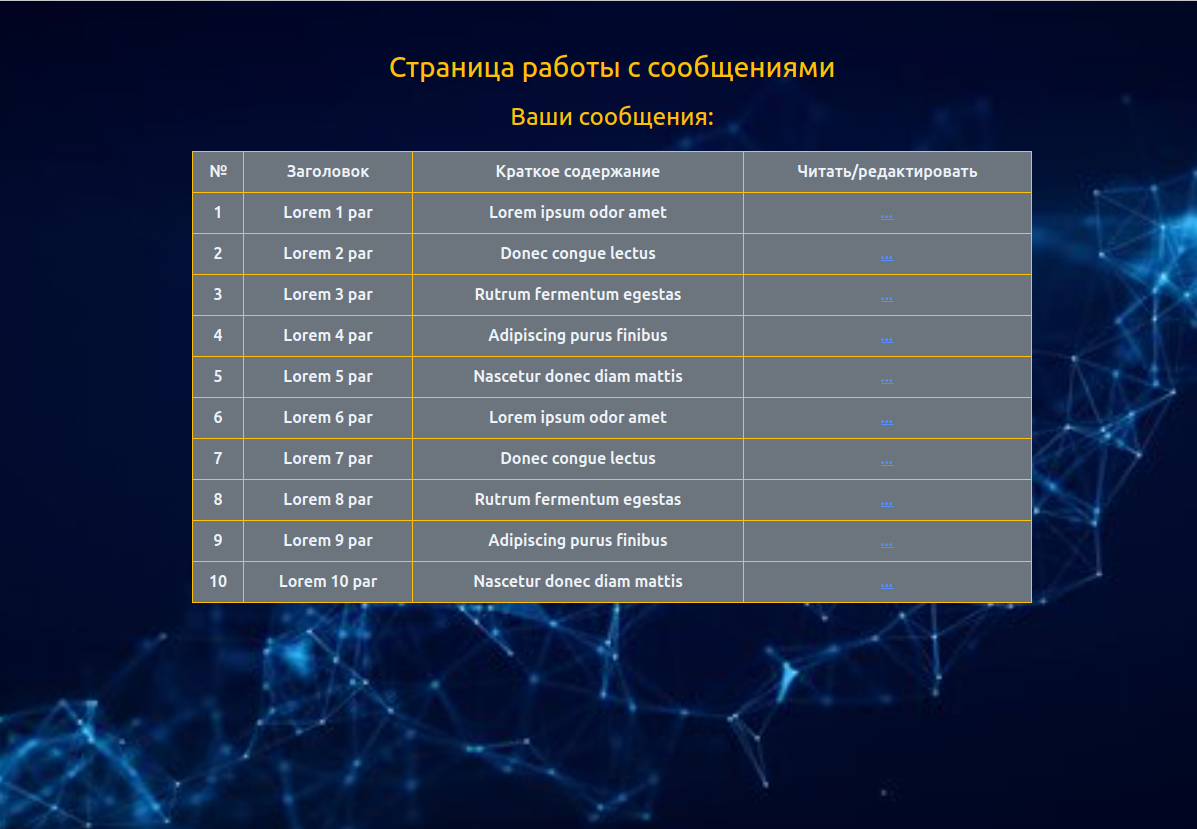 Страница работы с сообщениями
Ваши сообщения:
№ Заголовок Краткое содержание Читать/редактировать
1 Lorem 1 par Lorem ipsum odor amet ...
2 Lorem 2 par Donec congue lectus ...
3 Lorem 3 par Rutrum fermentum egestas ...
4 Lorem 4 par Adipiscing purus finibus ...
5 Lorem 5 par Nascetur donec diam mattis ...
6 Lorem 6 par Lorem ipsum odor amet ...
7 Lorem 7 par Donec congue lectus ...
8 Lorem 8 par Rutrum fermentum egestas ...
9 Lorem 9 par Adipiscing purus finibus ...
10 Lorem 10 par Nascetur donec diam mattis ...